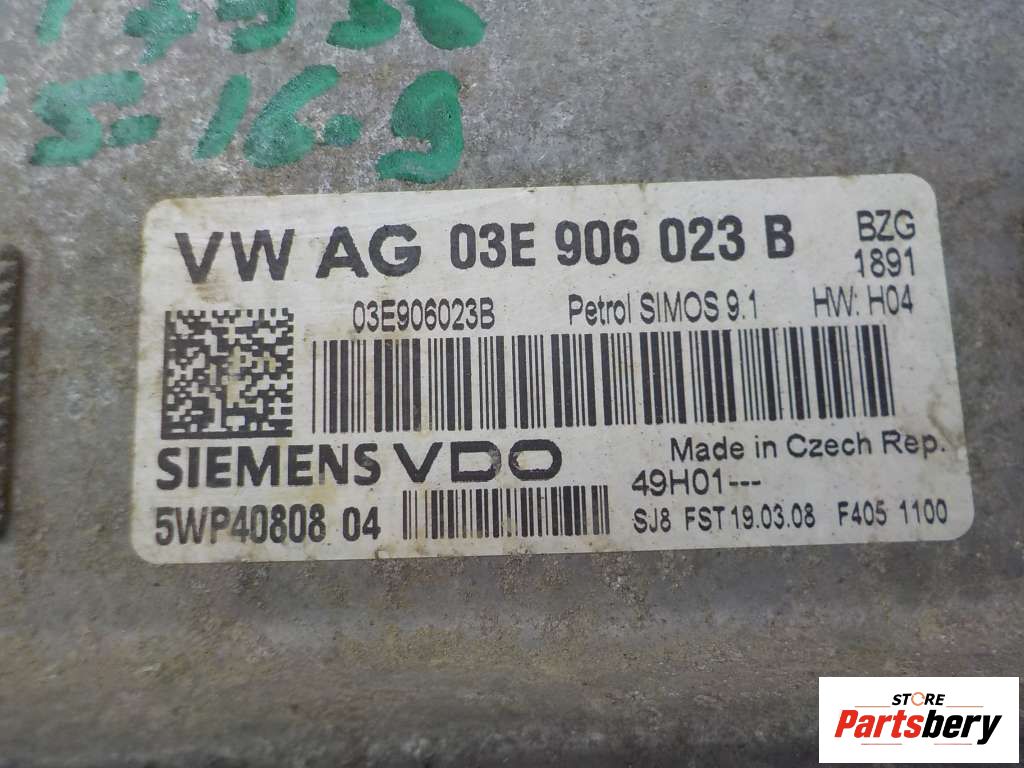 5-16-9
VW AG 03E 906 023 B
BZG
1891
03E906023B Petrol SIMOS 9.1 HW: H04
SIEMENS VDO
Made in Czech Rep.
49H01---
5WP40808 04
SJ8 FST 19.03.08 F405 1100
STORE
Partsbery